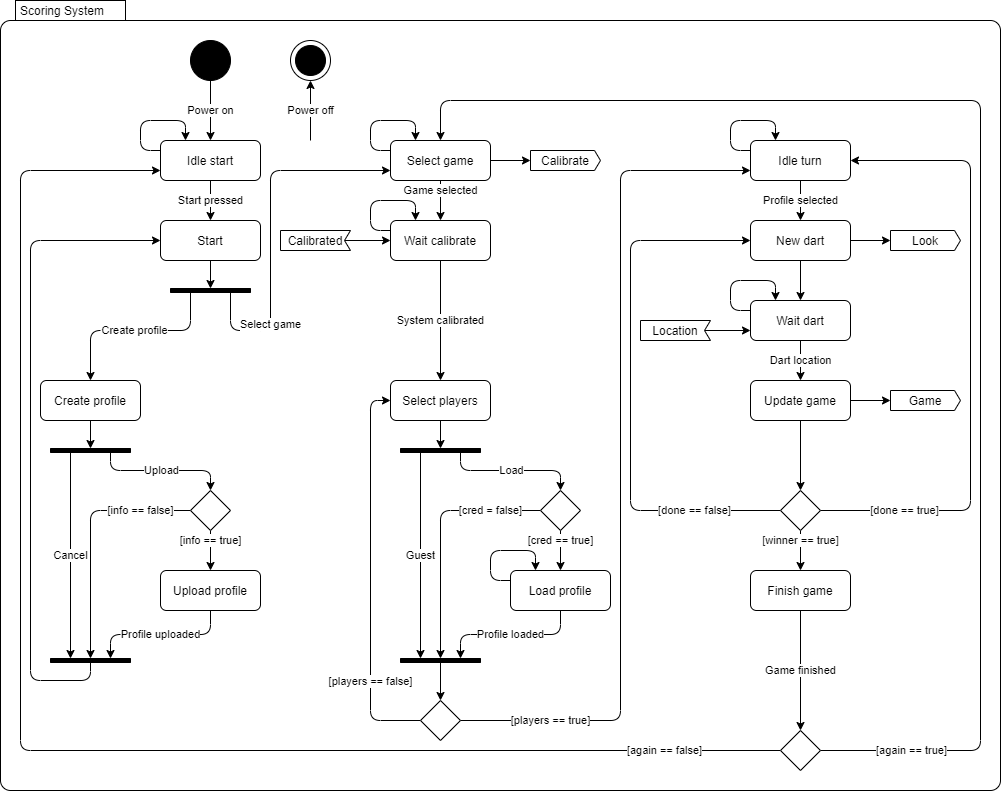 Scoring System
Power on
Power off
Idle start
Select game
Calibrate
Idle turn
Start pressed
Game selected
Profile selected
Start
Calibrated
Wait calibrate
New dart
Look
Select game
System calibrated
Wait dart
Create profile
Location
Dart location
Create profile
Select players
Update game
Game
Upload
Load
[info == false]
[cred = false]
[done == false]
[done == true]
[info == true]
[cred == true]
[winner == true]
Cancel
Guest
Upload profile
Load profile
Finish game
Profile uploaded
Profile loaded
Game finished
[players == false]
[players == true]
[again == false]
[again == true]